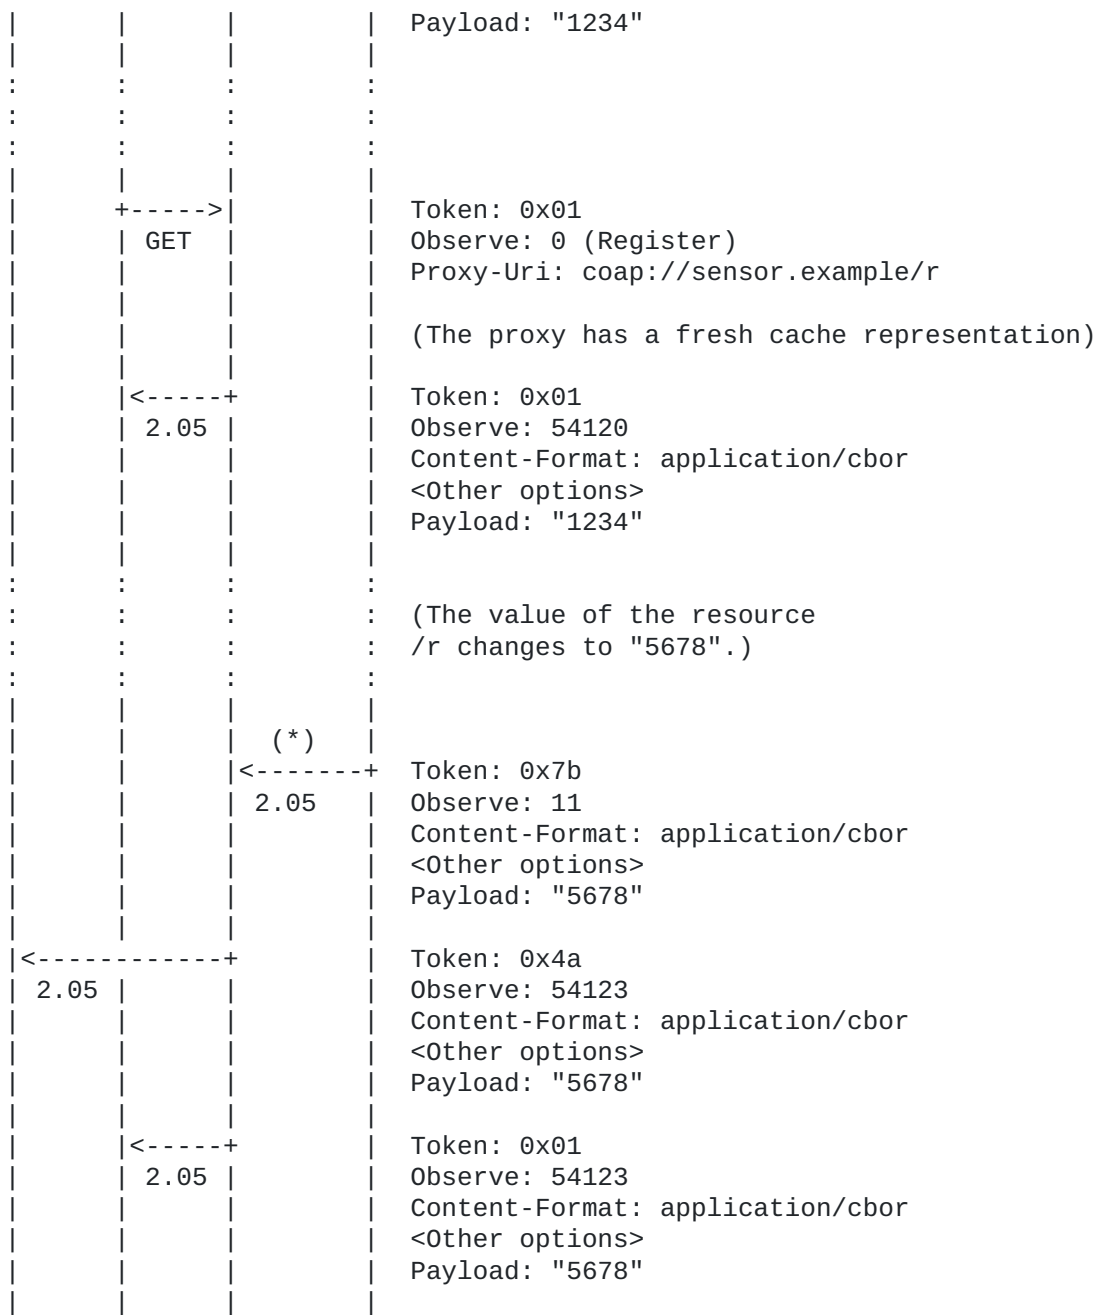 |      |      |        |  Payload: "1234"
|      |      |        |
:      :      :        :
:      :      :        :
:      :      :        :
|      |      |        |
|      +----->|        |  Token: 0x01
|      | GET  |        |  Observe: 0 (Register)
|      |      |        |  Proxy-Uri: coap://sensor.example/r
|      |      |        |
|      |      |        |  (The proxy has a fresh cache representation)
|      |      |        |
|      |<-----+        |  Token: 0x01
|      | 2.05 |        |  Observe: 54120
|      |      |        |  Content-Format: application/cbor
|      |      |        |  <Other options>
|      |      |        |  Payload: "1234"
|      |      |        |
:      :      :        :
:      :      :        :  (The value of the resource
:      :      :        :  /r changes to "5678".)
:      :      :        :
|      |      |        |
|      |      |  (*)   |
|      |      |<-------+  Token: 0x7b
|      |      | 2.05   |  Observe: 11
|      |      |        |  Content-Format: application/cbor
|      |      |        |  <Other options>
|      |      |        |  Payload: "5678"
|      |      |        |
|<------------+        |  Token: 0x4a
| 2.05 |      |        |  Observe: 54123
|      |      |        |  Content-Format: application/cbor
|      |      |        |  <Other options>
|      |      |        |  Payload: "5678"
|      |      |        |
|      |<-----+        |  Token: 0x01
|      | 2.05 |        |  Observe: 54123
|      |      |        |  Content-Format: application/cbor
|      |      |        |  <Other options>
|      |      |        |  Payload: "5678"
|      |      |        |